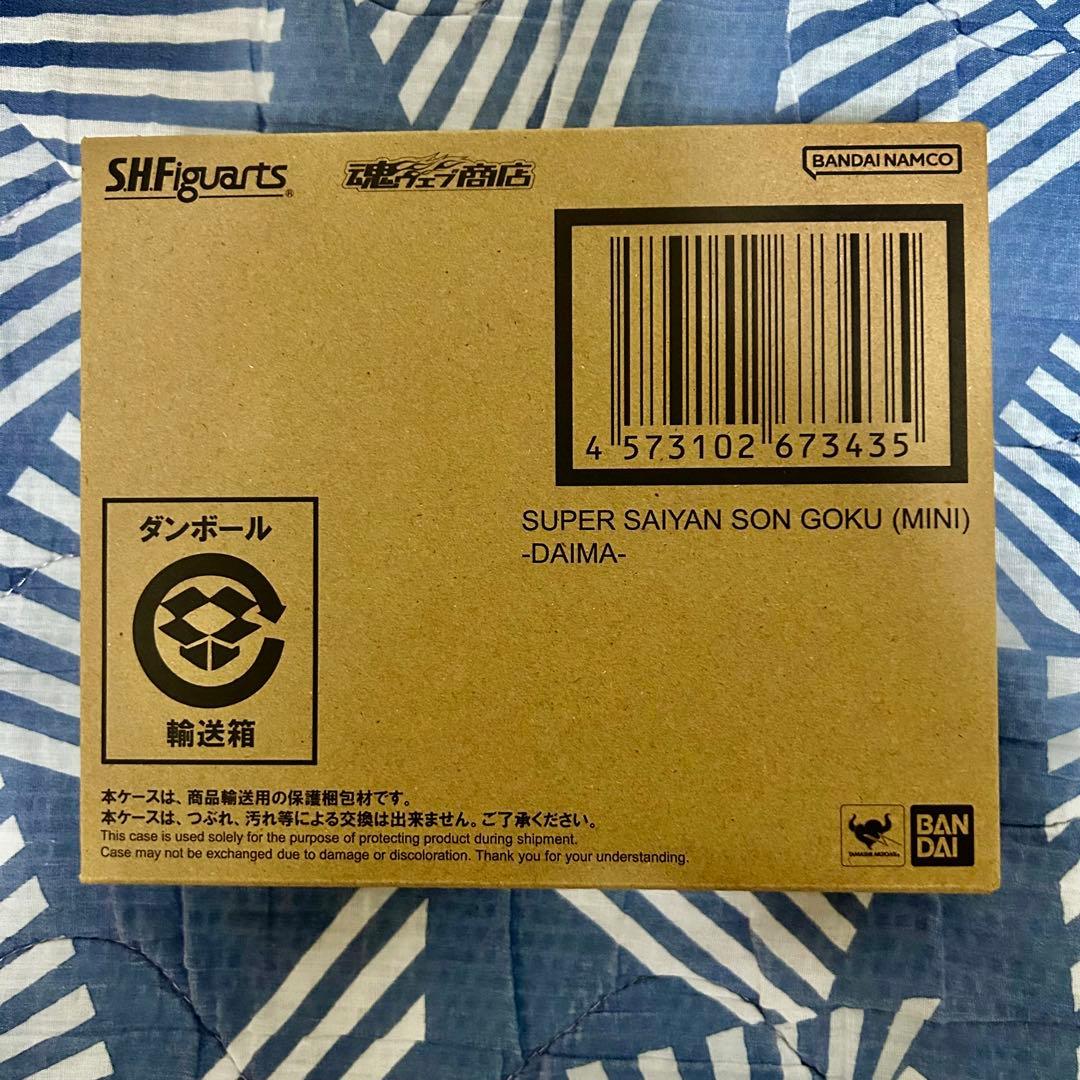 S.H.Figuarts®
魂ウェブ商店
BANDAI NAMCO
4 573102 673435
SUPER SAIYAN SON GOKU (MINI)
-DAIMA-
ダンボール
輸送箱
本ケースは、商品輸送用の保護梱包材です。
本ケースは、つぶれ、汚れ等による交換は出来ません。ご了承ください。
This case is used solely for the purpose of protecting product during shipment.
Case may not be exchanged due to damage or discoloration. Thank you for your understanding.
TAMASHII NATIONS
BAN
DAI